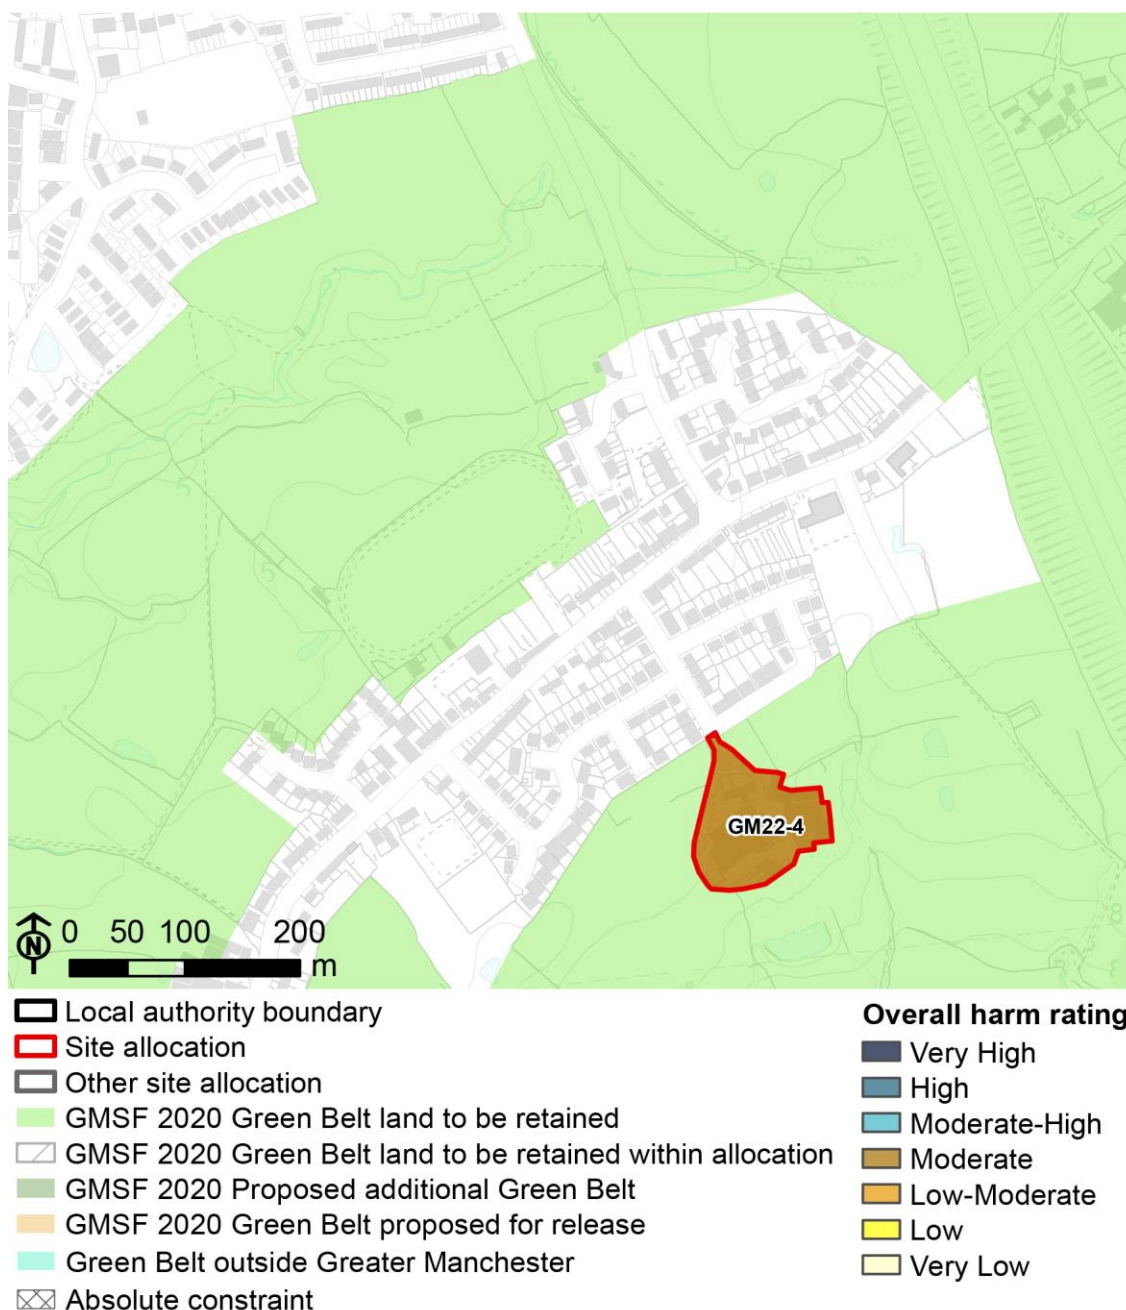 GM22-4
N
0 50 100 200
m
Local authority boundary
Site allocation
Other site allocation
GMSF 2020 Green Belt land to be retained
GMSF 2020 Green Belt land to be retained within allocation
GMSF 2020 Proposed additional Green Belt
GMSF 2020 Green Belt proposed for release
Green Belt outside Greater Manchester
Absolute constraint
Overall harm rating
Very High
High
Moderate-High
Moderate
Low-Moderate
Low
Very Low